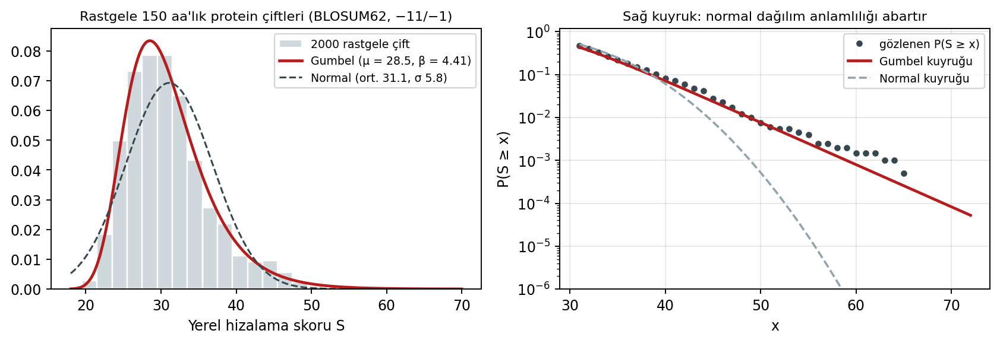 Rastgele 150 aa'lık protein çiftleri (BLOSUM62, −11/−1)
2000 rastgele çift
Gumbel (μ = 28.5, β = 4.41)
Normal (ort. 31.1, σ 5.8)
0.08
0.07
0.06
0.05
0.04
0.03
0.02
0.01
0.00
20 30 40 50 60 70
Yerel hizalama skoru S
Sağ kuyruk: normal dağılım anlamlılığı abartır
gözlenen P(S ≥ x)
Gumbel kuyruğu
Normal kuyruğu
P(S ≥ x)
10⁰
10⁻¹
10⁻²
10⁻³
10⁻⁴
10⁻⁵
10⁻⁶
30 40 50 60 70
x